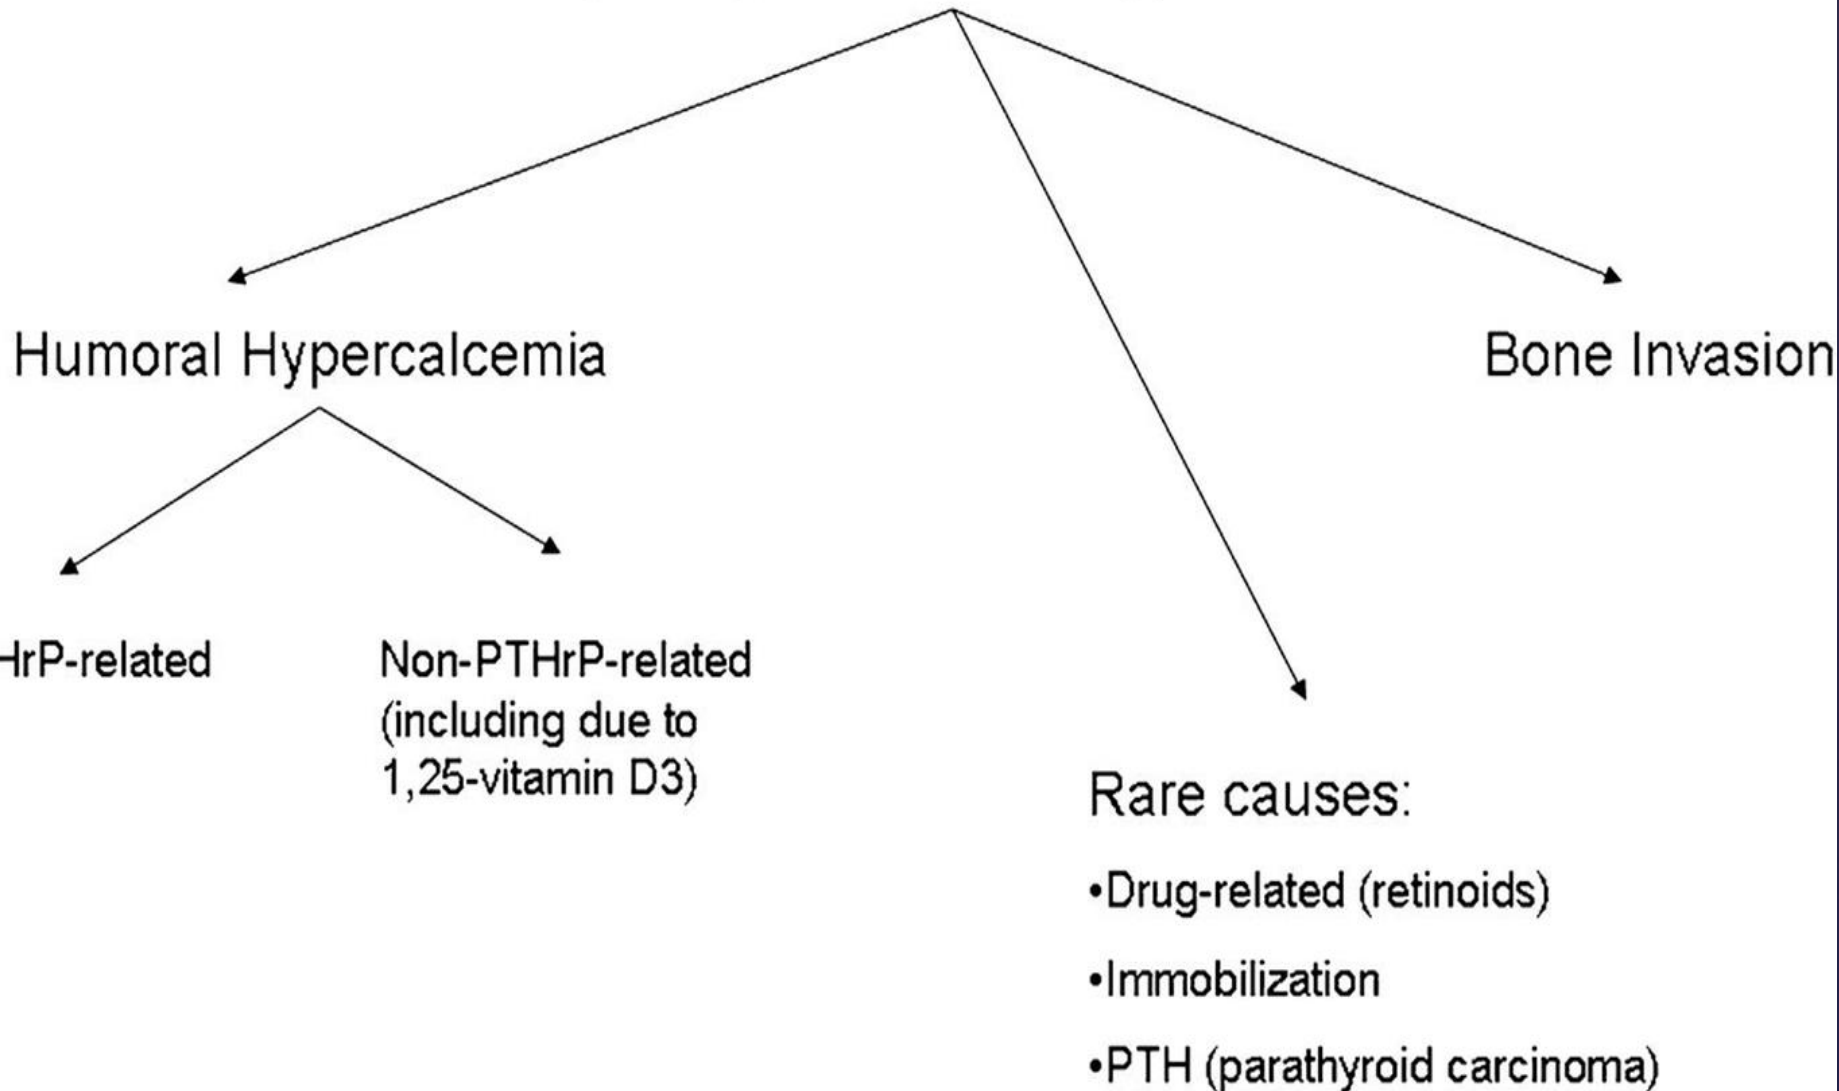 Humoral Hypercalcemia
Bone Invasion
HrP-related
Non-PTHrP-related
(including due to
1,25-vitamin D3)
Rare causes:
•Drug-related (retinoids)
•Immobilization
•PTH (parathyroid carcinoma)